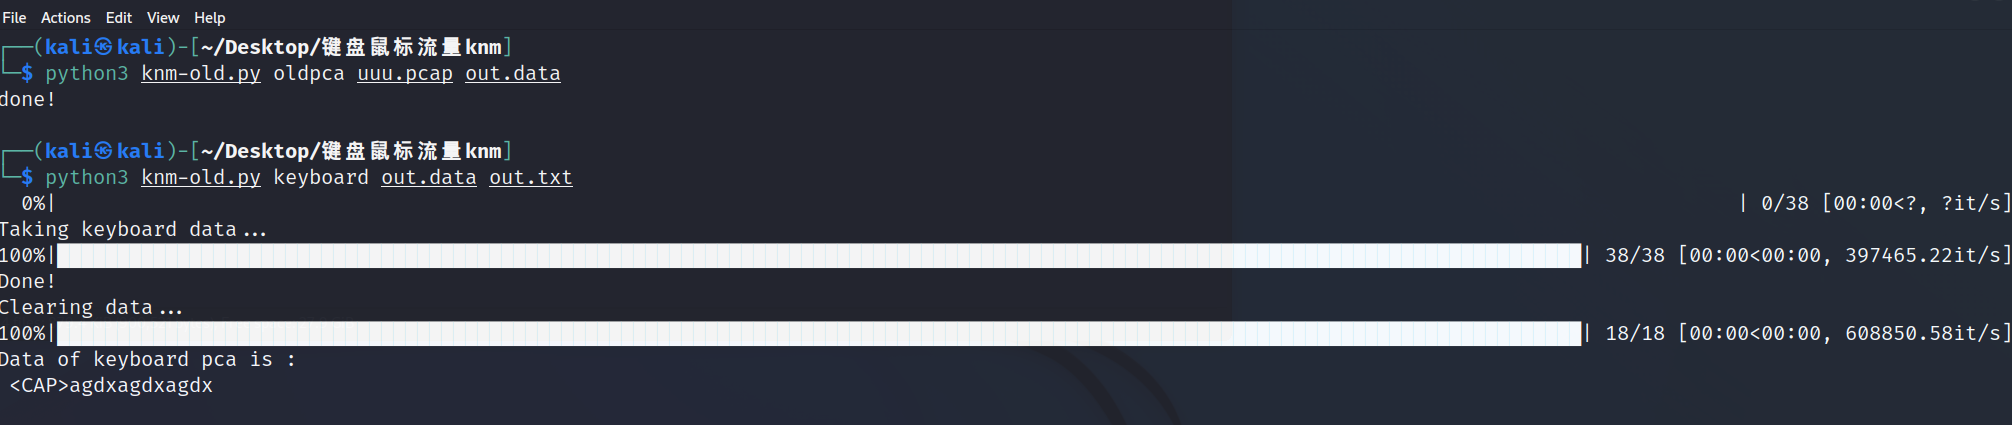 File Actions Edit View Help
┌──(kali㉿kali)-[~/Desktop/键盘鼠标流量knm]
└─$ python3 knm-old.py oldpca uuu.pcap out.data
done!
┌──(kali㉿kali)-[~/Desktop/键盘鼠标流量knm]
└─$ python3 knm-old.py keyboard out.data out.txt
0%| | 0/38 [00:00<?, ?it/s]
Taking keyboard data...
100%|██████████| 38/38 [00:00<00:00, 397465.22it/s]
Done!
Clearing data...
100%|██████████| 18/18 [00:00<00:00, 608850.58it/s]
Data of keyboard pca is :
<CAP>agdxagdxagdx